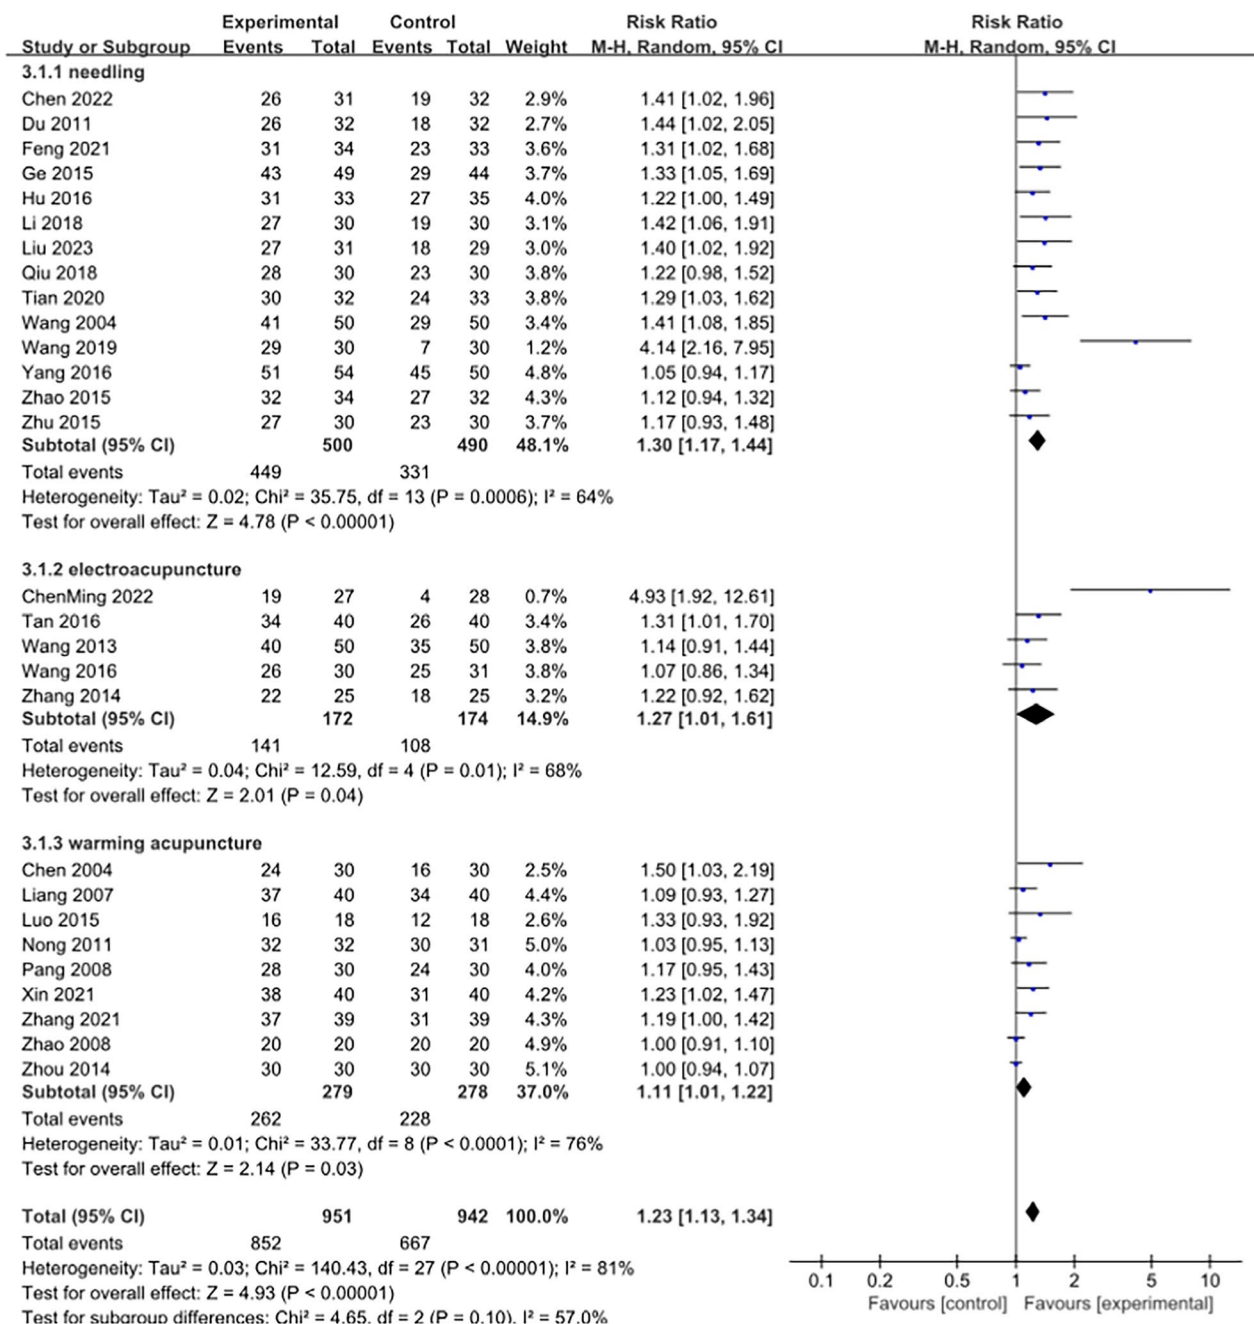 Experimental Control Risk Ratio Risk Ratio
Study or Subgroup Events Total Events Total Weight M-H, Random, 95% CI M-H, Random, 95% CI
3.1.1 needling
Chen 2022 26 31 19 32 2.9% 1.41 [1.02, 1.96]
Du 2011 26 32 18 32 2.7% 1.44 [1.02, 2.05]
Feng 2021 31 34 23 33 3.6% 1.31 [1.02, 1.68]
Ge 2015 43 49 29 44 3.7% 1.33 [1.05, 1.69]
Hu 2016 31 33 27 35 4.0% 1.22 [1.00, 1.49]
Li 2018 27 30 19 30 3.1% 1.42 [1.06, 1.91]
Liu 2023 27 31 18 29 3.0% 1.40 [1.02, 1.92]
Qiu 2018 28 30 23 30 3.8% 1.22 [0.98, 1.52]
Tian 2020 30 32 24 33 3.8% 1.29 [1.03, 1.62]
Wang 2004 41 50 29 50 3.4% 1.41 [1.08, 1.85]
Wang 2019 29 30 7 30 1.2% 4.14 [2.16, 7.95]
Yang 2016 51 54 45 50 4.8% 1.05 [0.94, 1.17]
Zhao 2015 32 34 27 32 4.3% 1.12 [0.94, 1.32]
Zhu 2015 27 30 23 30 3.7% 1.17 [0.93, 1.48]
Subtotal (95% CI) 500 490 48.1% 1.30 [1.17, 1.44]
Total events 449 331
Heterogeneity: Tau² = 0.02; Chi² = 35.75, df = 13 (P = 0.0006); I² = 64%
Test for overall effect: Z = 4.78 (P < 0.00001)
3.1.2 electroacupuncture
ChenMing 2022 19 27 4 28 0.7% 4.93 [1.92, 12.61]
Tan 2016 34 40 26 40 3.4% 1.31 [1.01, 1.70]
Wang 2013 40 50 35 50 3.8% 1.14 [0.91, 1.44]
Wang 2016 26 30 25 31 3.8% 1.07 [0.86, 1.34]
Zhang 2014 22 25 18 25 3.2% 1.22 [0.92, 1.62]
Subtotal (95% CI) 172 174 14.9% 1.27 [1.01, 1.61]
Total events 141 108
Heterogeneity: Tau² = 0.04; Chi² = 12.59, df = 4 (P = 0.01); I² = 68%
Test for overall effect: Z = 2.01 (P = 0.04)
3.1.3 warming acupuncture
Chen 2004 24 30 16 30 2.5% 1.50 [1.03, 2.19]
Liang 2007 37 40 34 40 4.4% 1.09 [0.93, 1.27]
Luo 2015 16 18 12 18 2.6% 1.33 [0.93, 1.92]
Nong 2011 32 32 30 31 5.0% 1.03 [0.95, 1.13]
Pang 2008 28 30 24 30 4.0% 1.17 [0.95, 1.43]
Xin 2021 38 40 31 40 4.2% 1.23 [1.02, 1.47]
Zhang 2021 37 39 31 39 4.3% 1.19 [1.00, 1.42]
Zhao 2008 20 20 20 20 4.9% 1.00 [0.91, 1.10]
Zhou 2014 30 30 30 30 5.1% 1.00 [0.94, 1.07]
Subtotal (95% CI) 279 278 37.0% 1.11 [1.01, 1.22]
Total events 262 228
Heterogeneity: Tau² = 0.01; Chi² = 33.77, df = 8 (P < 0.0001); I² = 76%
Test for overall effect: Z = 2.14 (P = 0.03)
Total (95% CI) 951 942 100.0% 1.23 [1.13, 1.34]
Total events 852 667
Heterogeneity: Tau² = 0.03; Chi² = 140.43, df = 27 (P < 0.00001); I² = 81%
Test for overall effect: Z = 4.93 (P < 0.00001)
Test for subgroup differences: Chi² = 4.65, df = 2 (P = 0.10), I² = 57.0%
0.1 0.2 0.5 1 2 5 10
Favours [control] Favours [experimental]